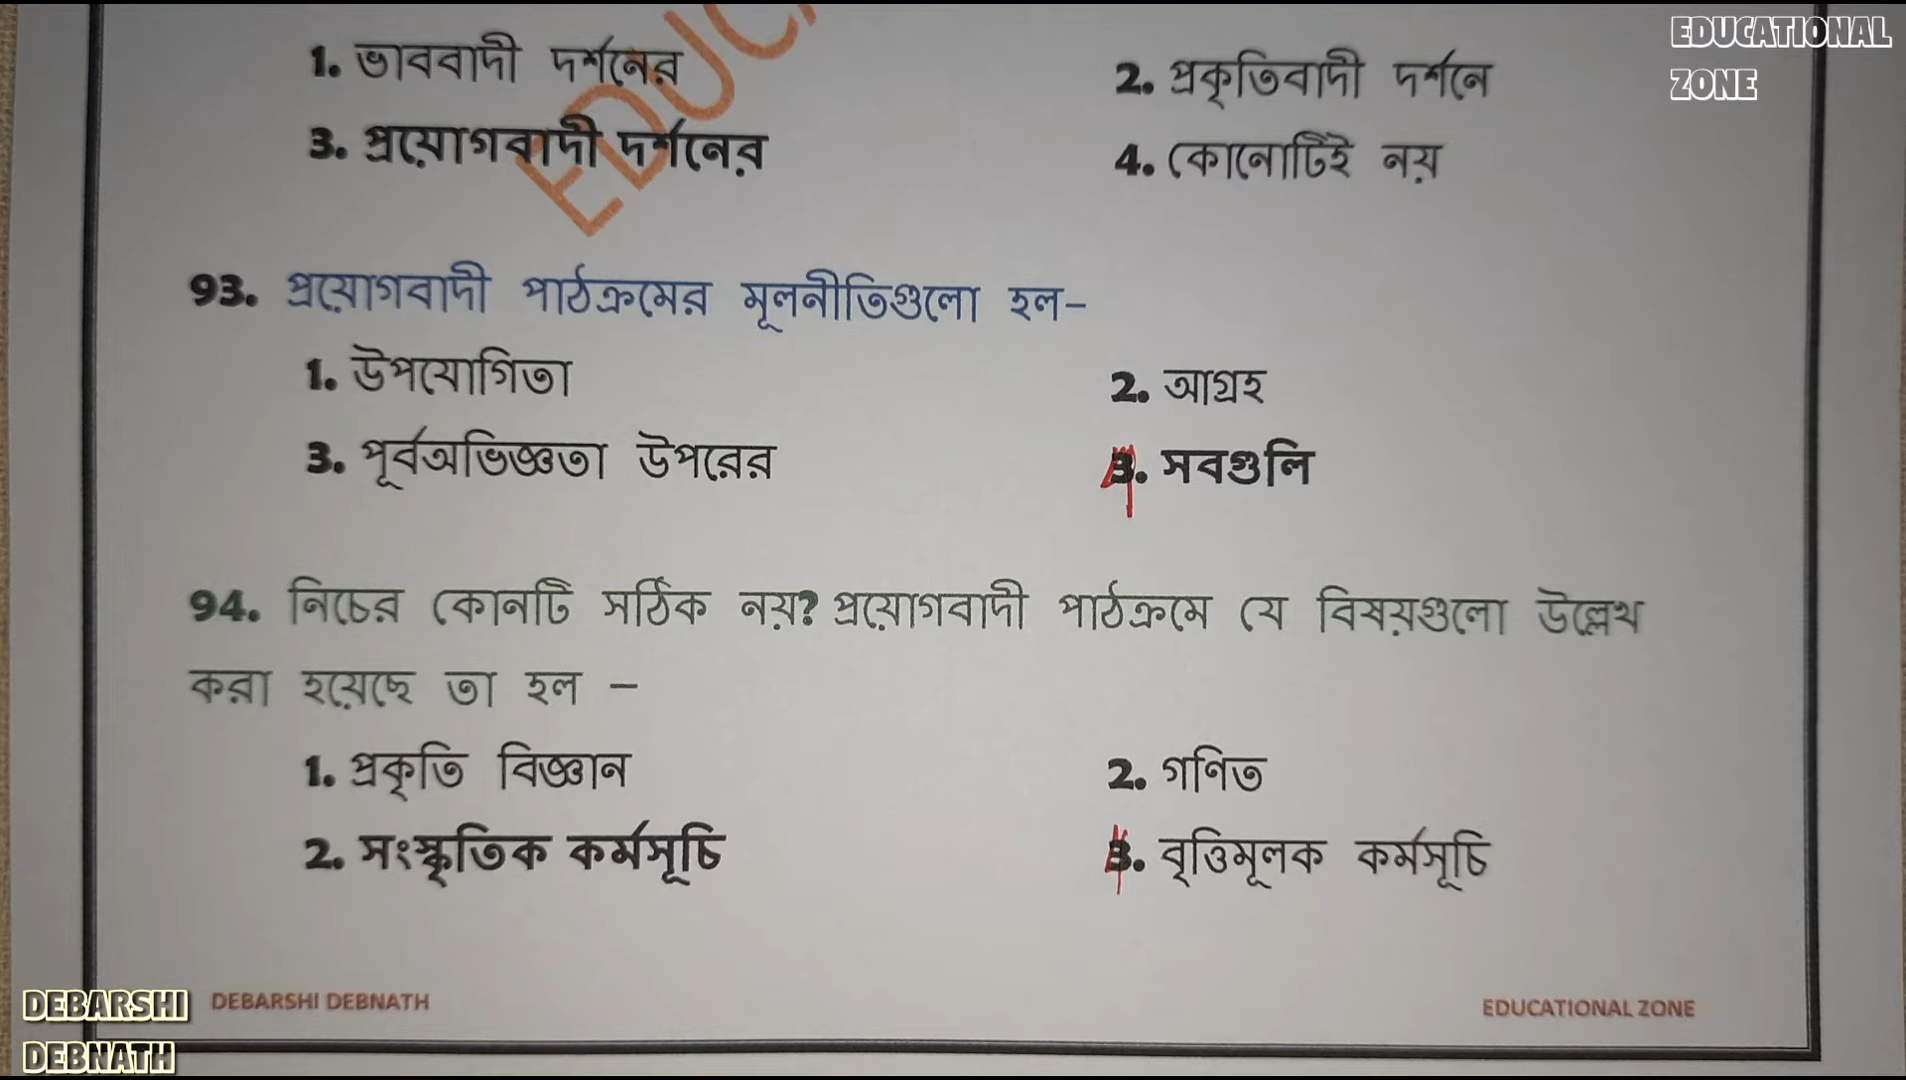 EDUCATIONAL
ZONE
1. ভাববাদী দর্শনের
2. প্রকৃতিবাদী দর্শনে
3. প্রয়োগবাদী দর্শনের
4. কোনোটিই নয়
93. প্রয়োগবাদী পাঠক্রমের মূলনীতিগুলো হল-
1. উপযোগিতা
2. আগ্রহ
3. পূর্বঅভিজ্ঞতা উপরের
4. সবগুলি
94. নিচের কোনটি সঠিক নয়? প্রয়োগবাদী পাঠক্রমে যে বিষয়গুলো উল্লেখ
করা হয়েছে তা হল –
1. প্রকৃতি বিজ্ঞান
2. গণিত
2. সংস্কৃতিক কর্মসূচি
4. বৃত্তিমূলক কর্মসূচি
DEBARSHI DEBNATH
EDUCATIONAL ZONE
DEBARSHI
DEBNATH